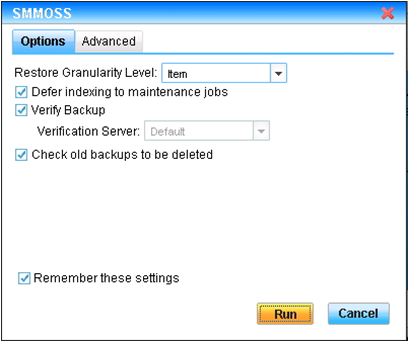 SMMOSS
Options Advanced
Restore Granularity Level: Item
Defer indexing to maintenance jobs
Verify Backup
Verification Server: Default
Check old backups to be deleted
Remember these settings
Run Cancel